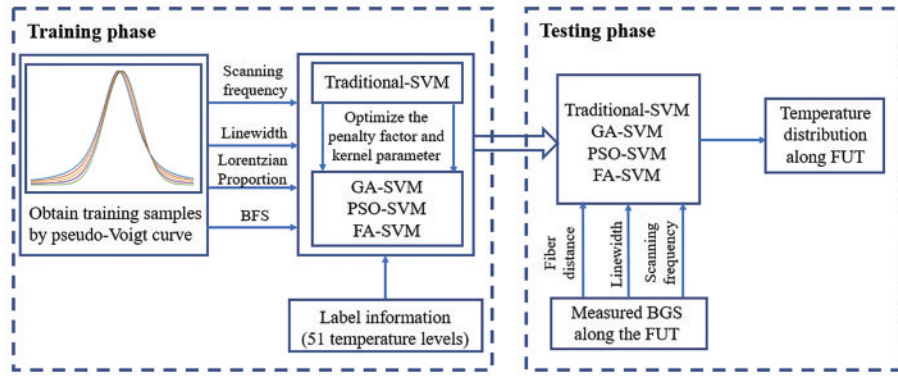 Training phase
Scanning
frequency
Linewidth
Lorentzian
Proportion
BFS
Obtain training samples
by pseudo-Voigt curve
Traditional-SVM
Optimize the
penalty factor and
kernel parameter
GA-SVM
PSO-SVM
FA-SVM
Label information
(51 temperature levels)
Testing phase
Traditional-SVM
GA-SVM
PSO-SVM
FA-SVM
Temperature
distribution
along FUT
Fiber
distance
Linewidth
Scanning
frequency
Measured BGS
along the FUT